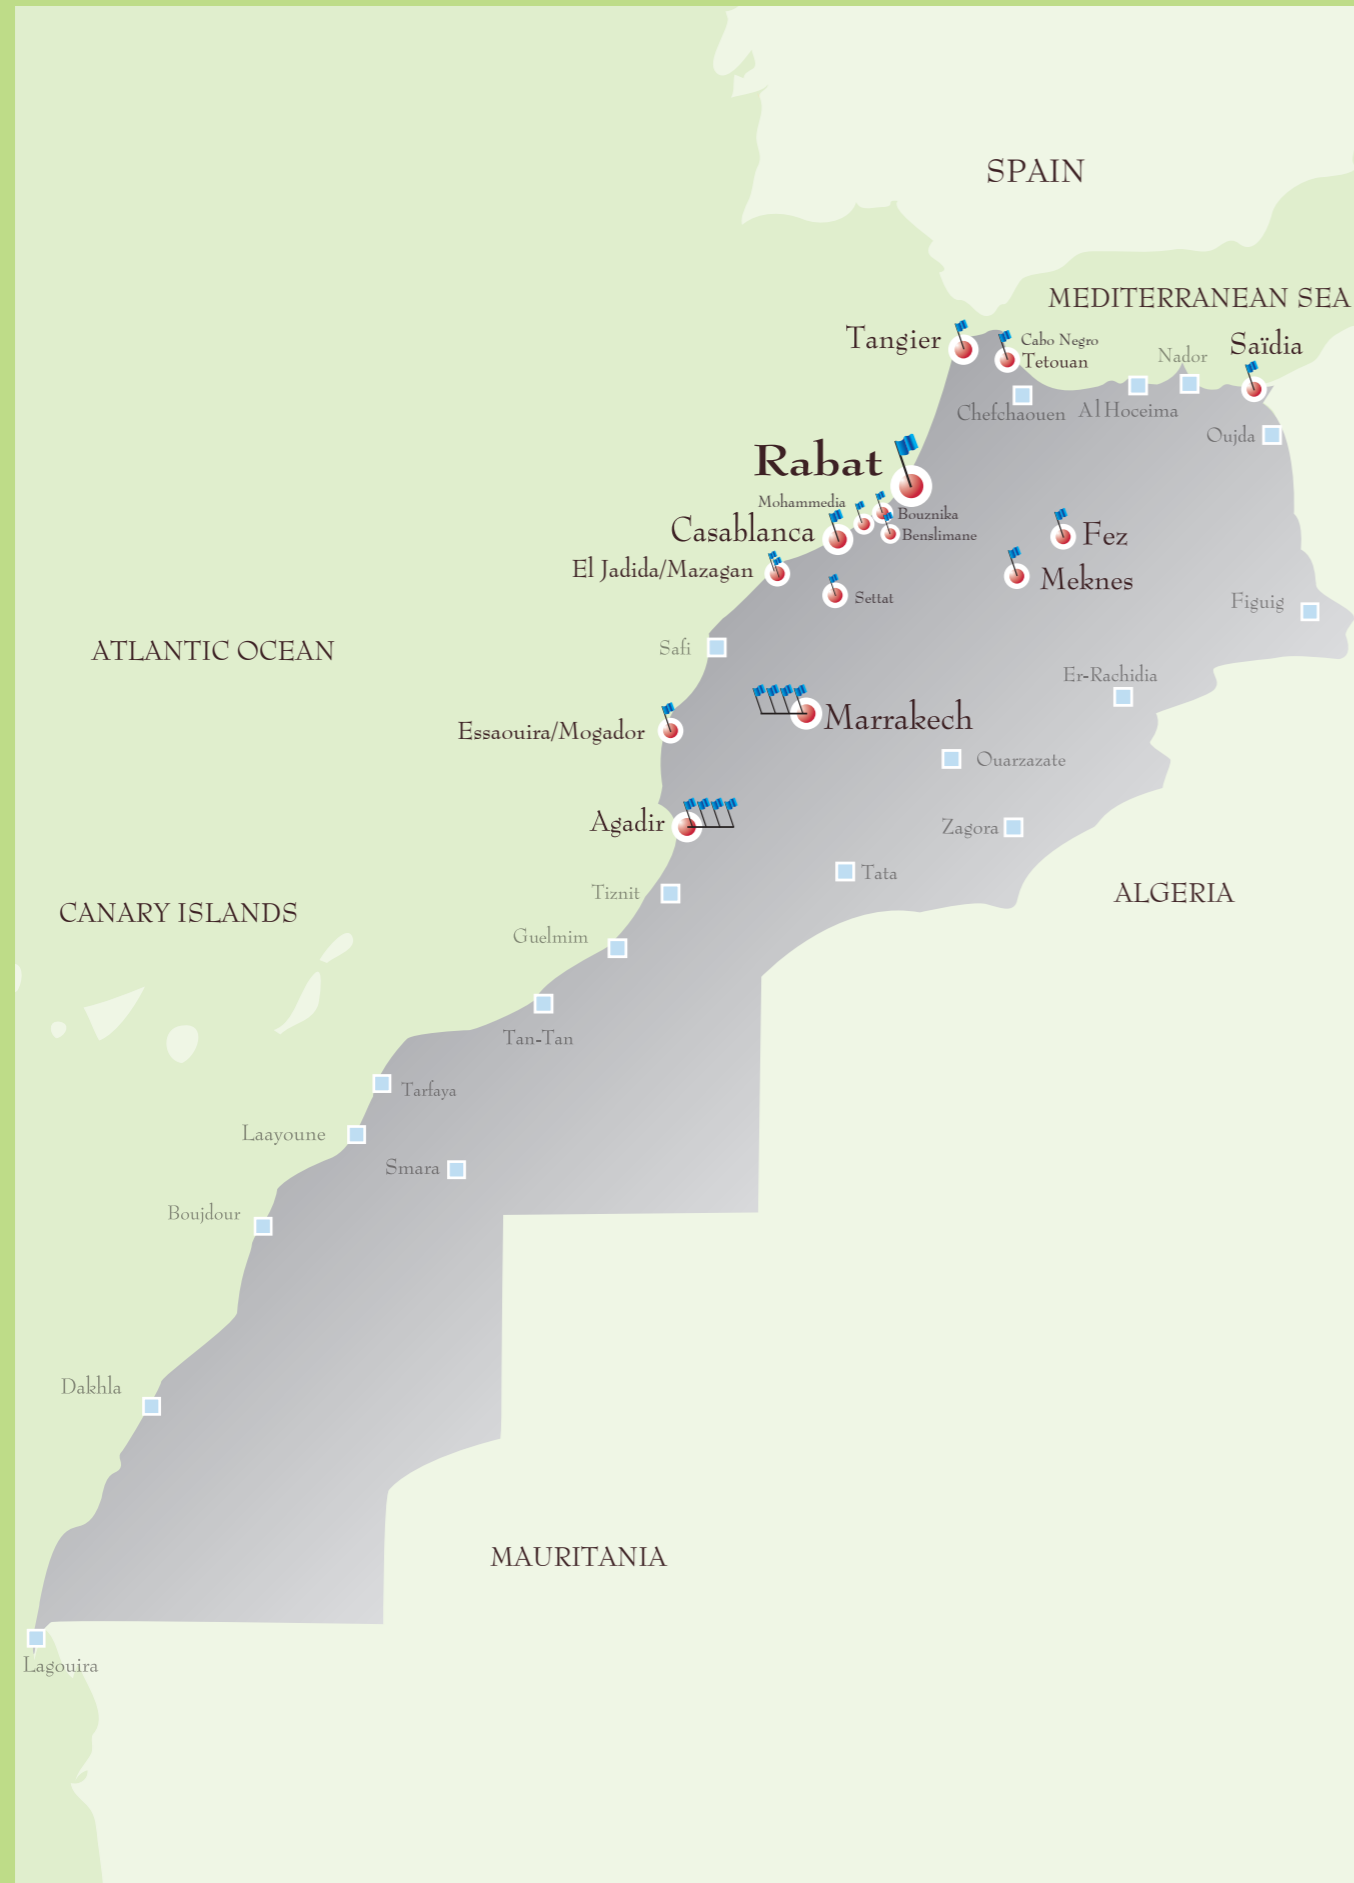 SPAIN
MEDITERRANEAN SEA
Tangier
Cabo Negro
Tetouan
Nador
Saïdia
Chefchaouen
Al Hoceima
Oujda
Rabat
Mohammedia
Bouznika
Casablanca
Benslimane
Fez
El Jadida/Mazagan
Meknes
Settat
Figuig
Safi
ATLANTIC OCEAN
Er-Rachidia
Marrakech
Essaouira/Mogador
Ouarzazate
Agadir
Zagora
Tata
Tiznit
ALGERIA
CANARY ISLANDS
Guelmim
Tan-Tan
Tarfaya
Laayoune
Smara
Boujdour
Dakhla
MAURITANIA
Lagouira